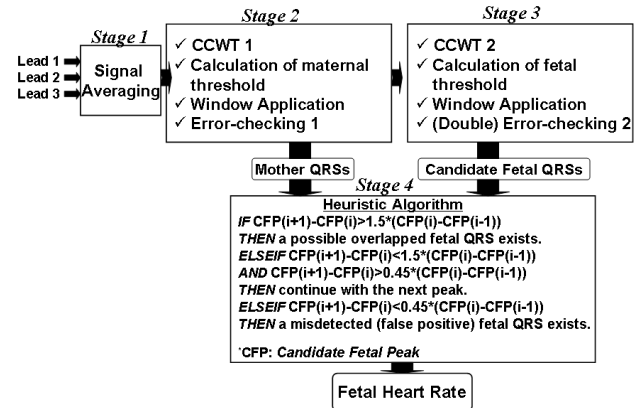 Stage 1
Lead 1
Lead 2
Lead 3
Signal
Averaging
Stage 2
✓ CCWT 1
✓ Calculation of maternal
threshold
✓ Window Application
✓ Error-checking 1
Stage 3
✓ CCWT 2
✓ Calculation of fetal
threshold
✓ Window Application
✓ (Double) Error-checking 2
Mother QRSs
Candidate Fetal QRSs
Stage 4
Heuristic Algorithm
IF CFP(i+1)-CFP(i)>1.5*(CFP(i)-CFP(i-1))
THEN a possible overlapped fetal QRS exists.
ELSEIF CFP(i+1)-CFP(i)<1.5*(CFP(i)-CFP(i-1))
AND CFP(i+1)-CFP(i)>0.45*(CFP(i)-CFP(i-1))
THEN continue with the next peak.
ELSEIF CFP(i+1)-CFP(i)<0.45*(CFP(i)-CFP(i-1))
THEN a misdetected (false positive) fetal QRS exists.
*CFP: Candidate Fetal Peak
Fetal Heart Rate